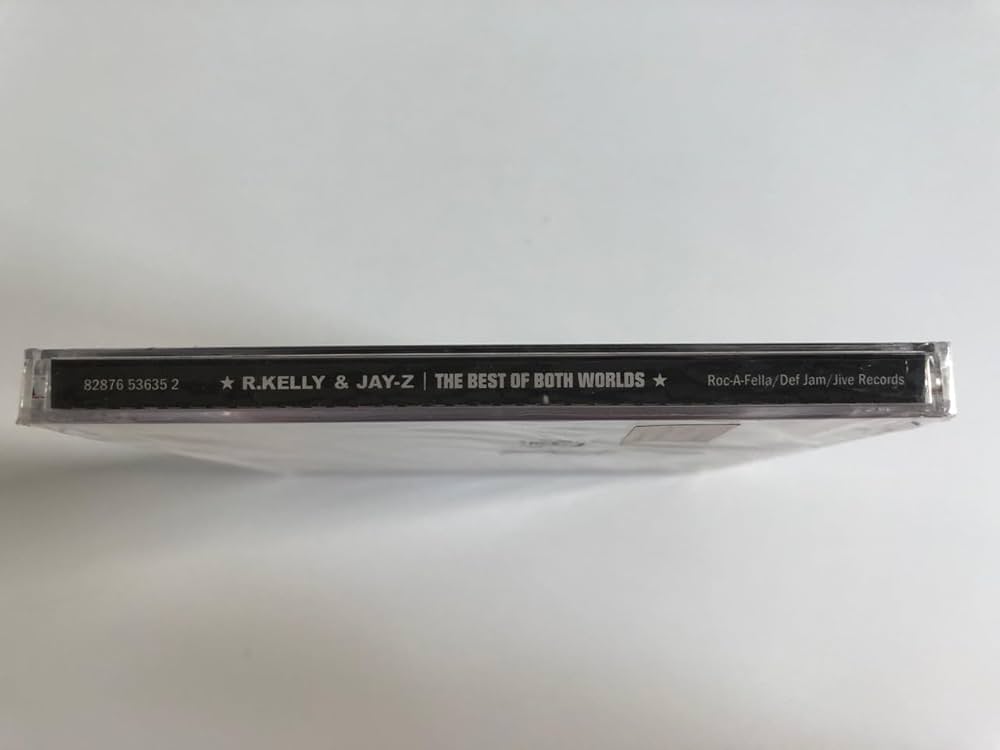 82876 53635 2 ★ R.KELLY & JAY-Z | THE BEST OF BOTH WORLDS ★ Roc-A-Fella/Def Jam/Jive Records